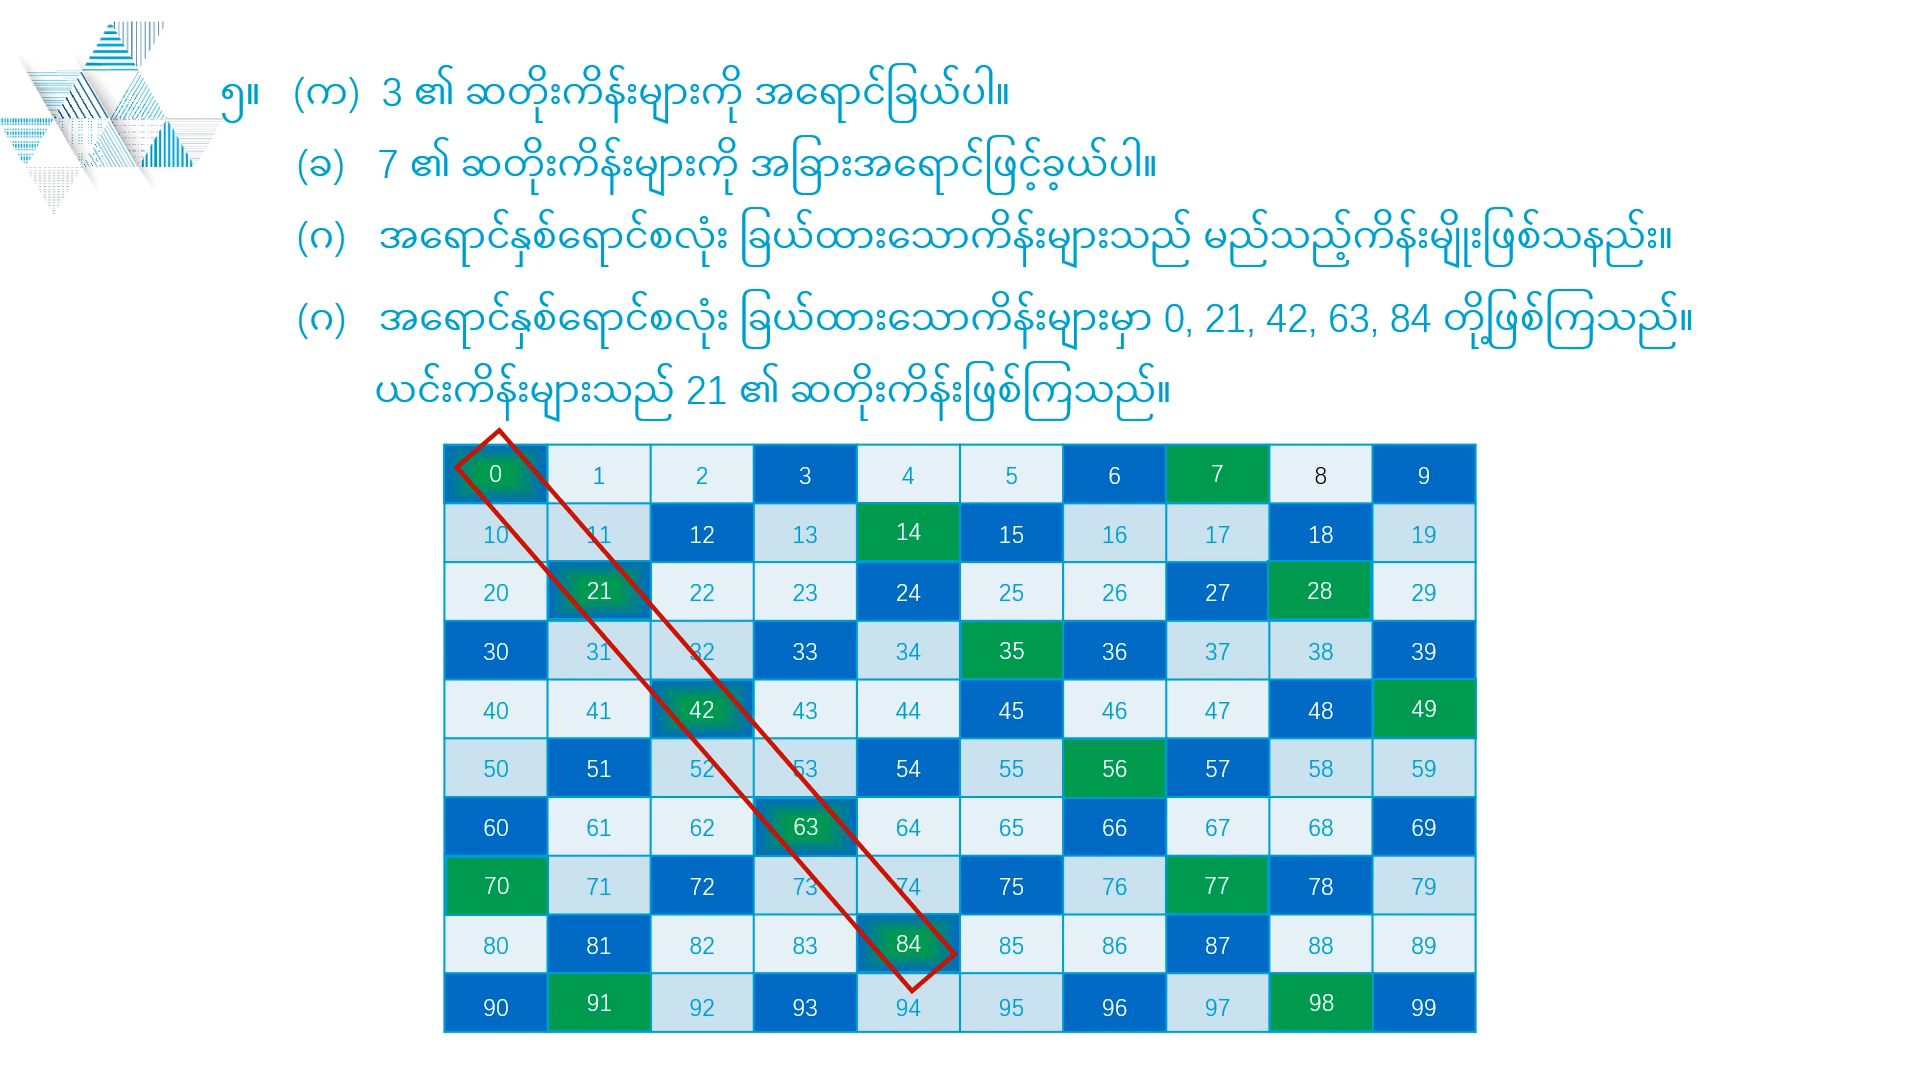 ၅။ (က) 3 ၏ ဆတိုးကိန်းများကို အရောင်ခြယ်ပါ။
(ခ) 7 ၏ ဆတိုးကိန်းများကို အခြားအရောင်ဖြင့်ခွယ်ပါ။
(ဂ) အရောင်နှစ်ရောင်စလုံး ခြယ်ထားသောကိန်းများသည် မည်သည့်ကိန်းမျိုးဖြစ်သနည်း။
(ဂ) အရောင်နှစ်ရောင်စလုံး ခြယ်ထားသောကိန်းများမှာ 0, 21, 42, 63, 84 တို့ဖြစ်ကြသည်။
ယင်းကိန်းများသည် 21 ၏ ဆတိုးကိန်းဖြစ်ကြသည်။
0 1 2 3 4 5 6 7 8 9
10 11 12 13 14 15 16 17 18 19
20 21 22 23 24 25 26 27 28 29
30 31 32 33 34 35 36 37 38 39
40 41 42 43 44 45 46 47 48 49
50 51 52 53 54 55 56 57 58 59
60 61 62 63 64 65 66 67 68 69
70 71 72 73 74 75 76 77 78 79
80 81 82 83 84 85 86 87 88 89
90 91 92 93 94 95 96 97 98 99